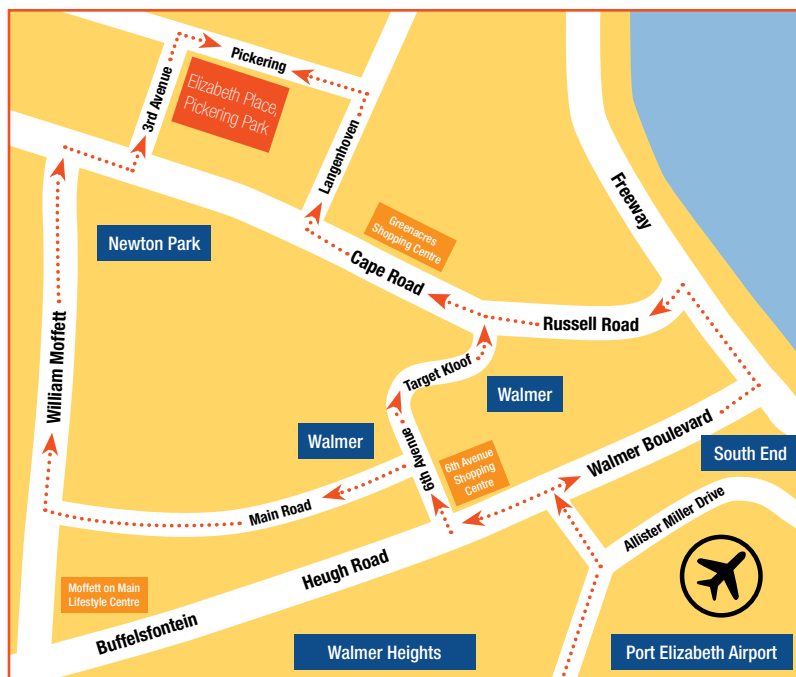 Pickering
3rd Avenue
Elizabeth Place,
Pickering Park
Langenhoven
Freeway
Newton Park
Greenacres
Shopping Centre
Cape Road
Russell Road
William Moffett
Target Kloof
Walmer
Walmer
6th Avenue
6th Avenue
Shopping
Centre
Walmer Boulevard
South End
Main Road
Allister Miller Drive
Heugh Road
Moffett on Main
Lifestyle Centre
Buffelsfontein
Walmer Heights
Port Elizabeth Airport